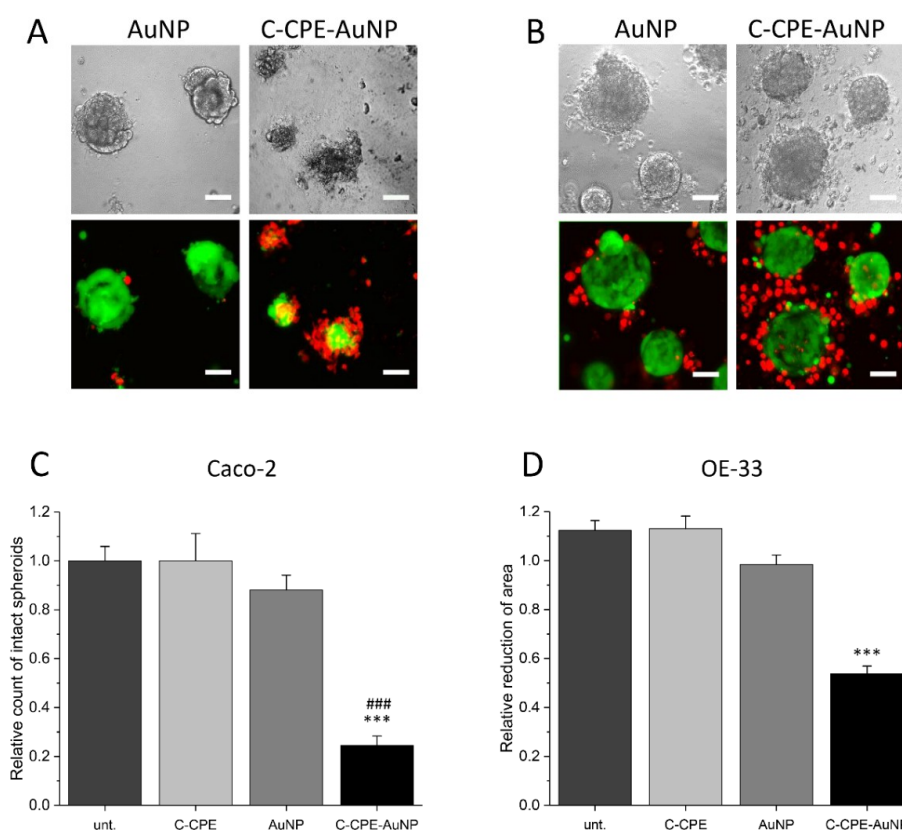 A
AuNP
C-CPE-AuNP
B
AuNP
C-CPE-AuNP
C
Caco-2
Relative count of intact spheroids
1.2
1.0
0.8
0.6
0.4
0.2
0.0
###
***
unt.
C-CPE
AuNP
C-CPE-AuNP
D
OE-33
Relative reduction of area
1.2
1.0
0.8
0.6
0.4
0.2
0.0
***
unt.
C-CPE
AuNP
C-CPE-AuNP